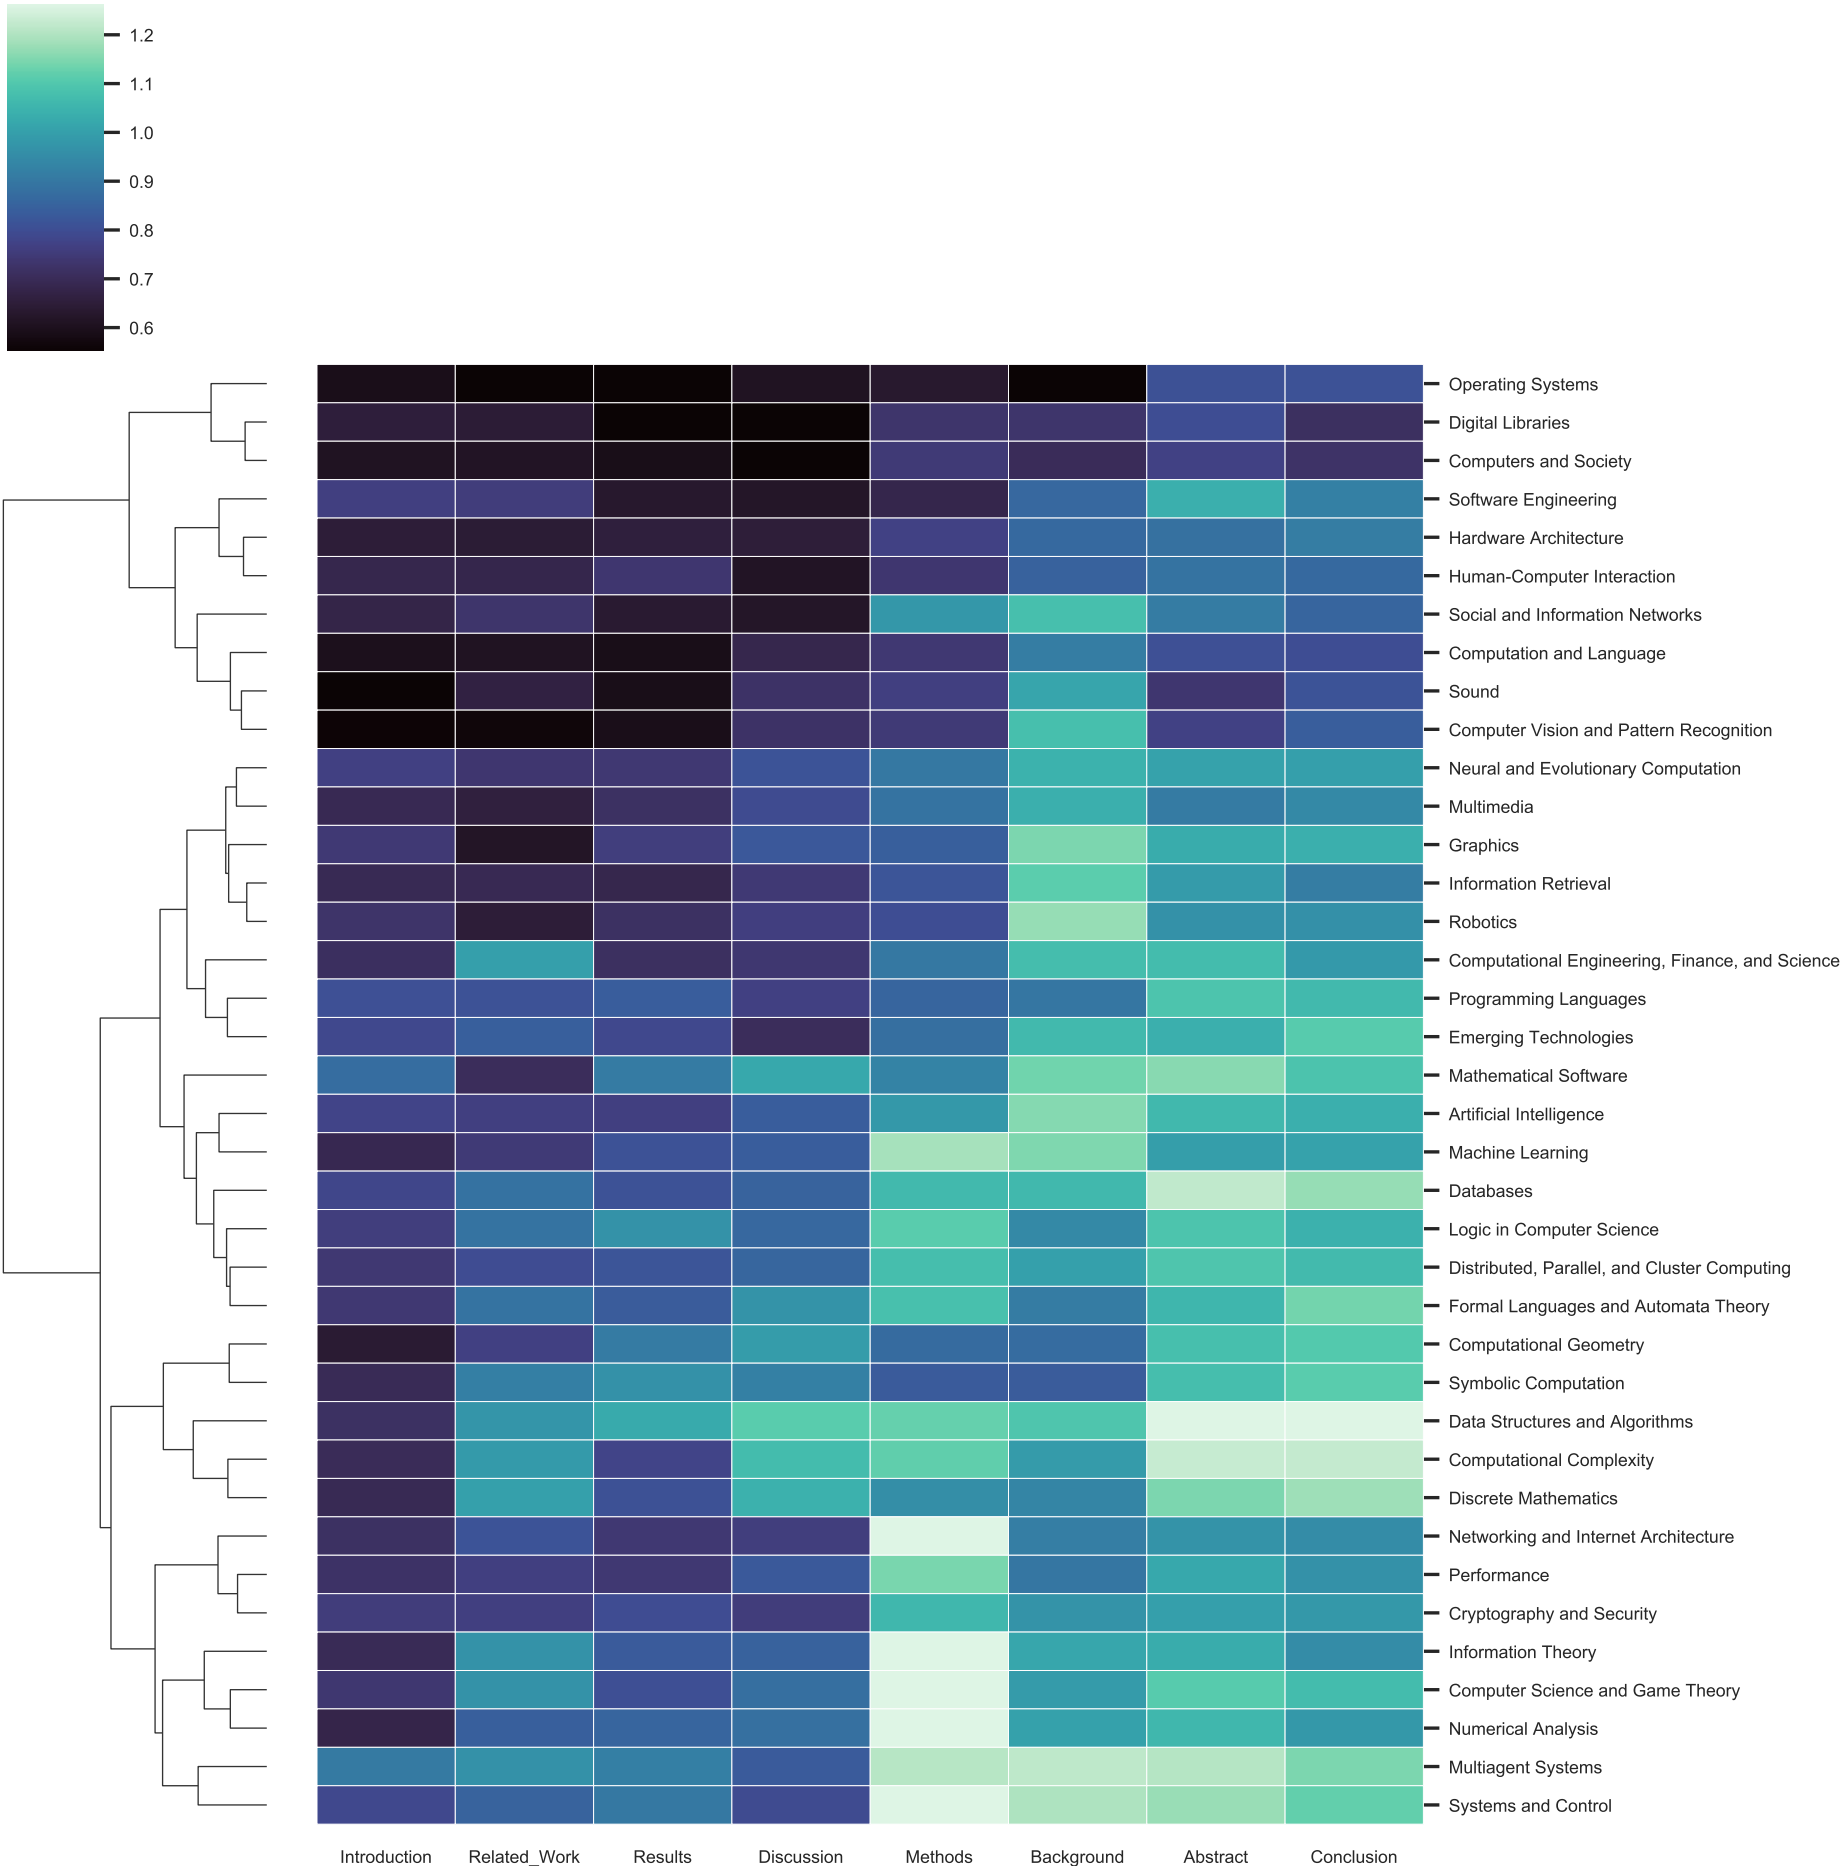 1.2
1.1
1.0
0.9
0.8
0.7
0.6
Operating Systems
Digital Libraries
Computers and Society
Software Engineering
Hardware Architecture
Human-Computer Interaction
Social and Information Networks
Computation and Language
Sound
Computer Vision and Pattern Recognition
Neural and Evolutionary Computation
Multimedia
Graphics
Information Retrieval
Robotics
Computational Engineering, Finance, and Science
Programming Languages
Emerging Technologies
Mathematical Software
Artificial Intelligence
Machine Learning
Databases
Logic in Computer Science
Distributed, Parallel, and Cluster Computing
Formal Languages and Automata Theory
Computational Geometry
Symbolic Computation
Data Structures and Algorithms
Computational Complexity
Discrete Mathematics
Networking and Internet Architecture
Performance
Cryptography and Security
Information Theory
Computer Science and Game Theory
Numerical Analysis
Multiagent Systems
Systems and Control
Introduction Related_Work Results Discussion Methods Background Abstract Conclusion